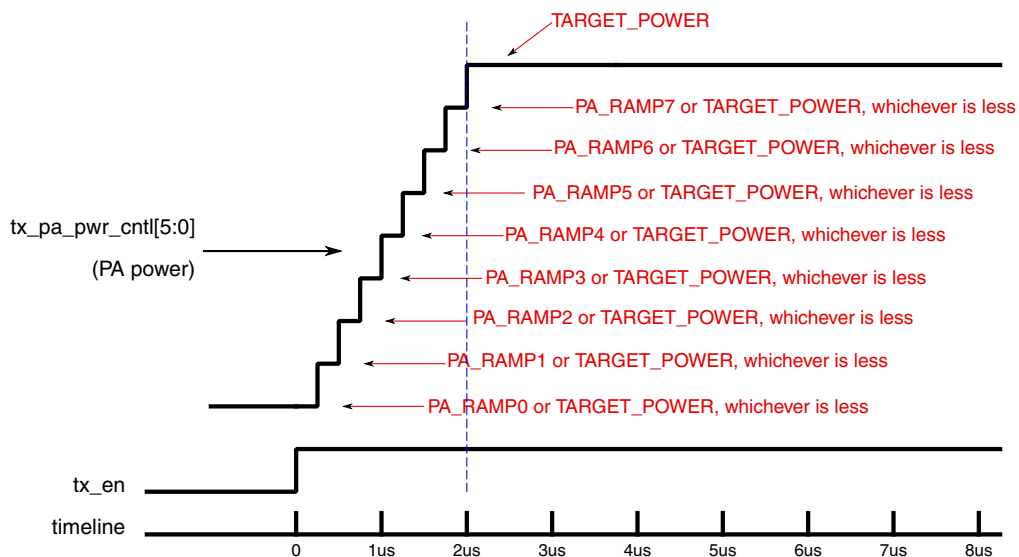 TARGET_POWER
PA_RAMP7 or TARGET_POWER, whichever is less
PA_RAMP6 or TARGET_POWER, whichever is less
PA_RAMP5 or TARGET_POWER, whichever is less
tx_pa_pwr_cntl[5:0]
(PA power)
PA_RAMP4 or TARGET_POWER, whichever is less
PA_RAMP3 or TARGET_POWER, whichever is less
PA_RAMP2 or TARGET_POWER, whichever is less
PA_RAMP1 or TARGET_POWER, whichever is less
PA_RAMP0 or TARGET_POWER, whichever is less
tx_en
timeline
0 1us 2us 3us 4us 5us 6us 7us 8us